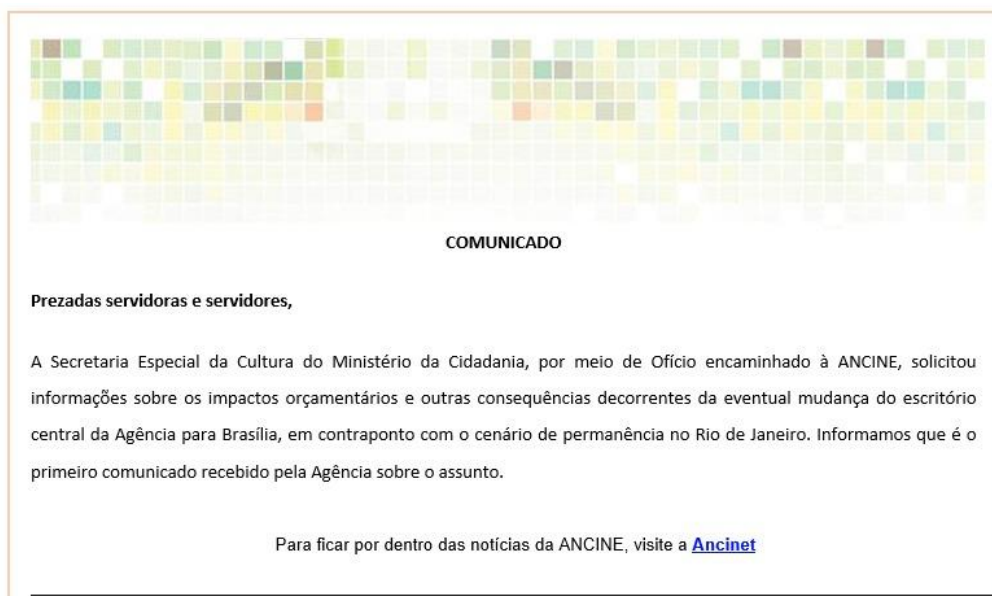 COMUNICADO
Prezadas servidoras e servidores,
A Secretaria Especial da Cultura do Ministério da Cidadania, por meio de Ofício encaminhado à ANCINE, solicitou
informações sobre os impactos orçamentários e outras consequências decorrentes da eventual mudança do escritório
central da Agência para Brasília, em contraponto com o cenário de permanência no Rio de Janeiro. Informamos que é o
primeiro comunicado recebido pela Agência sobre o assunto.
Para ficar por dentro das notícias da ANCINE, visite a Ancinet